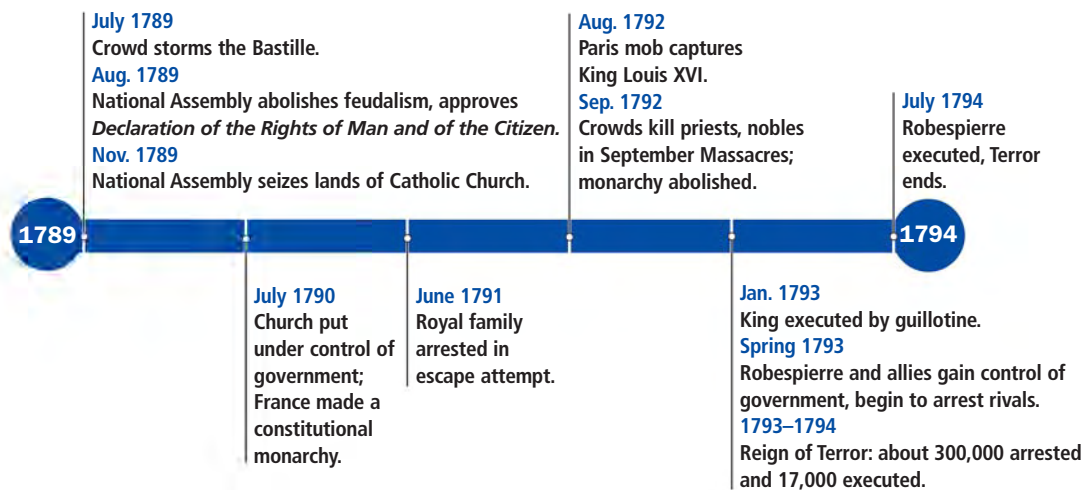 July 1789
Crowd storms the Bastille.
Aug. 1789
National Assembly abolishes feudalism, approves
Declaration of the Rights of Man and of the Citizen.
Nov. 1789
National Assembly seizes lands of Catholic Church.
Aug. 1792
Paris mob captures
King Louis XVI.
Sep. 1792
Crowds kill priests, nobles
in September Massacres;
monarchy abolished.
July 1794
Robespierre
executed, Terror
ends.
1789
1794
July 1790
Church put
under control of
government;
France made a
constitutional
monarchy.
June 1791
Royal family
arrested in
escape attempt.
Jan. 1793
King executed by guillotine.
Spring 1793
Robespierre and allies gain control of
government, begin to arrest rivals.
1793–1794
Reign of Terror: about 300,000 arrested
and 17,000 executed.